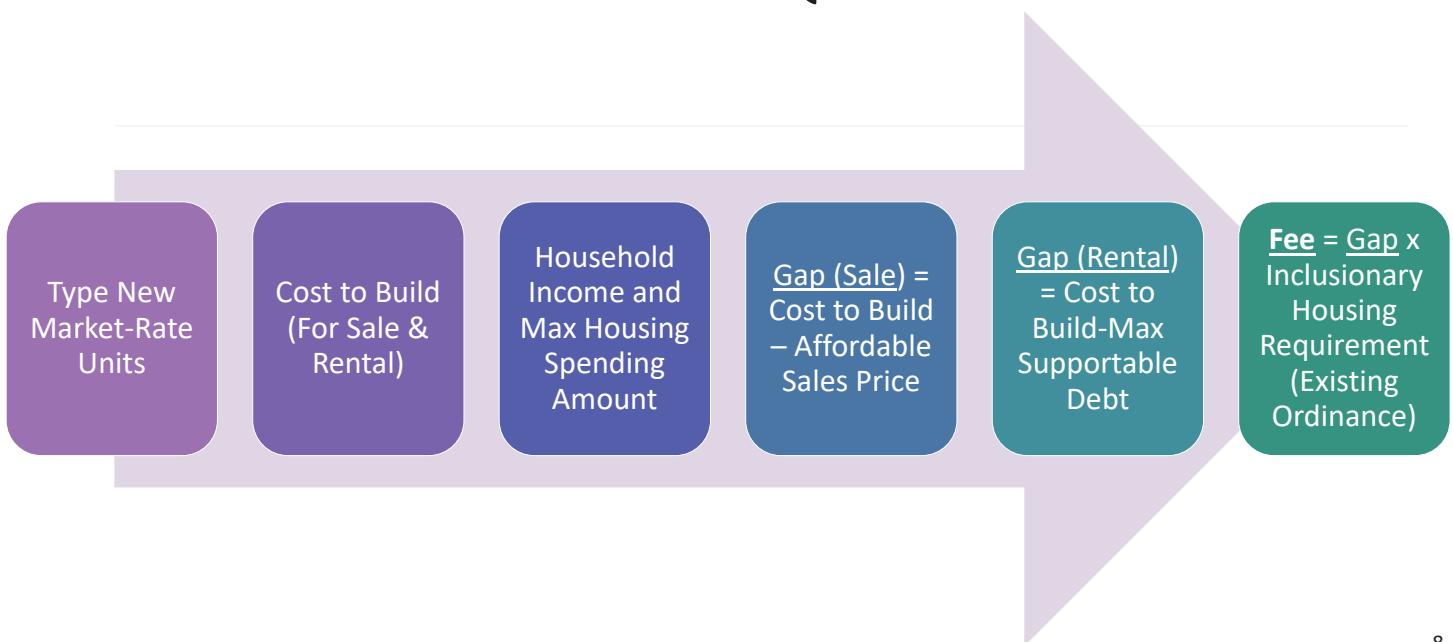 Type New
Market-Rate
Units
Cost to Build
(For Sale &
Rental)
Household
Income and
Max Housing
Spending
Amount
Gap (Sale) =
Cost to Build
– Affordable
Sales Price
Gap (Rental)
= Cost to
Build-Max
Supportable
Debt
Fee = Gap x
Inclusionary
Housing
Requirement
(Existing
Ordinance)